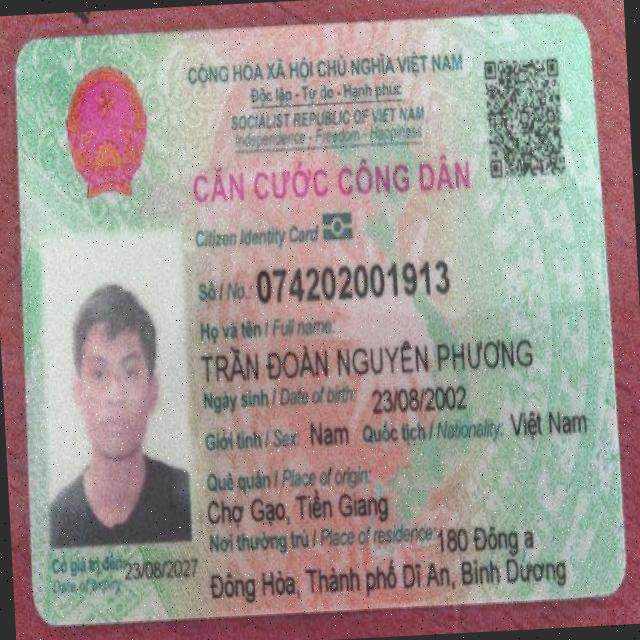 CỘNG HÒA XÃ HỘI CHỦ NGHĨA VIỆT NAM
Độc lập - Tự do - Hạnh phúc
SOCIALIST REPUBLIC OF VIET NAM
Independence - Freedom - Happiness
CĂN CƯỚC CÔNG DÂN
Citizen Identity Card
Số / No.: 074202001913
Họ và tên / Full name:
TRẦN ĐOÀN NGUYÊN PHƯƠNG
Ngày sinh / Date of birth: 23/08/2002
Giới tính / Sex: Nam Quốc tịch / Nationality: Việt Nam
Quê quán / Place of origin:
Chợ Gạo, Tiền Giang
Nơi thường trú / Place of residence: 180 Đông a
Đông Hòa, Thành phố Dĩ An, Bình Dương
Có giá trị đến: 23/08/2027
Date of expiry